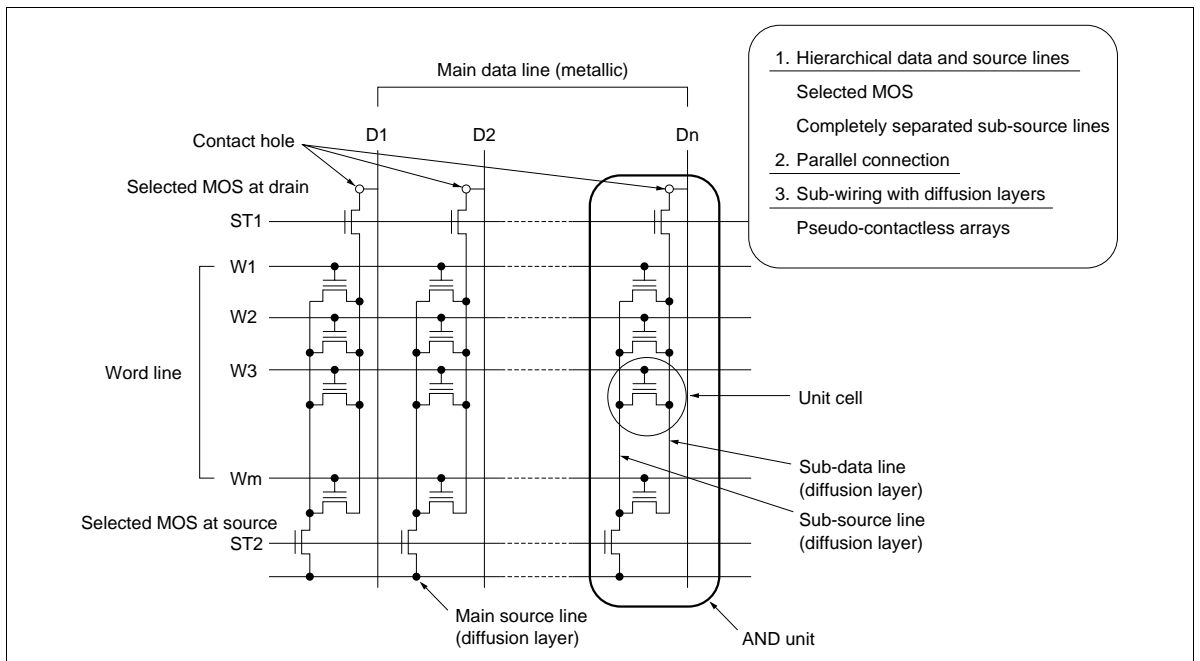 1. Hierarchical data and source lines
Selected MOS
Completely separated sub-source lines
2. Parallel connection
3. Sub-wiring with diffusion layers
Pseudo-contactless arrays
Main data line (metallic)
D1
D2
Dn
Contact hole
Selected MOS at drain
ST1
W1
W2
W3
Word line
Unit cell
Wm
Sub-data line
(diffusion layer)
Selected MOS at source
Sub-source line
(diffusion layer)
ST2
Main source line
(diffusion layer)
AND unit